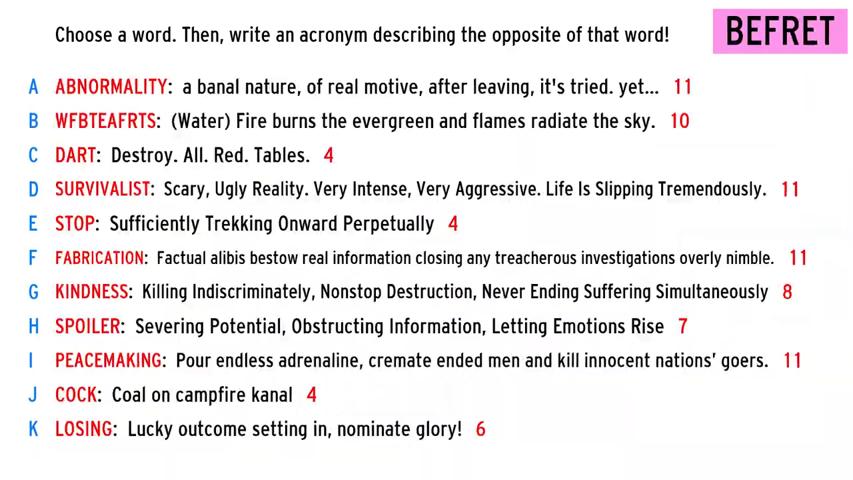 Choose a word. Then, write an acronym describing the opposite of that word!
BEFRET
A ABNORMALITY: a banal nature, of real motive, after leaving, it's tried. yet... 11
B WFBTEAFRTS: (Water) Fire burns the evergreen and flames radiate the sky. 10
C DART: Destroy. All. Red. Tables. 4
D SURVIVALIST: Scary, Ugly Reality. Very Intense, Very Aggressive. Life Is Slipping Tremendously. 11
E STOP: Sufficiently Trekking Onward Perpetually 4
F FABRICATION: Factual alibis bestow real information closing any treacherous investigations overly nimble. 11
G KINDNESS: Killing Indiscriminately, Nonstop Destruction, Never Ending Suffering Simultaneously 8
H SPOILER: Severing Potential, Obstructing Information, Letting Emotions Rise 7
I PEACEMAKING: Pour endless adrenaline, cremate ended men and kill innocent nations' goers. 11
J COCK: Coal on campfire kanal 4
K LOSING: Lucky outcome setting in, nominate glory! 6